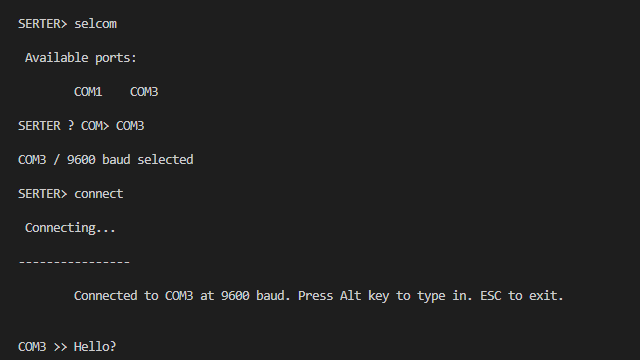 SERTER> selcom
Available ports:
COM1 COM3
SERTER ? COM> COM3
COM3 / 9600 baud selected
SERTER> connect
Connecting...
----------------
Connected to COM3 at 9600 baud. Press Alt key to type in. ESC to exit.
COM3 >> Hello?